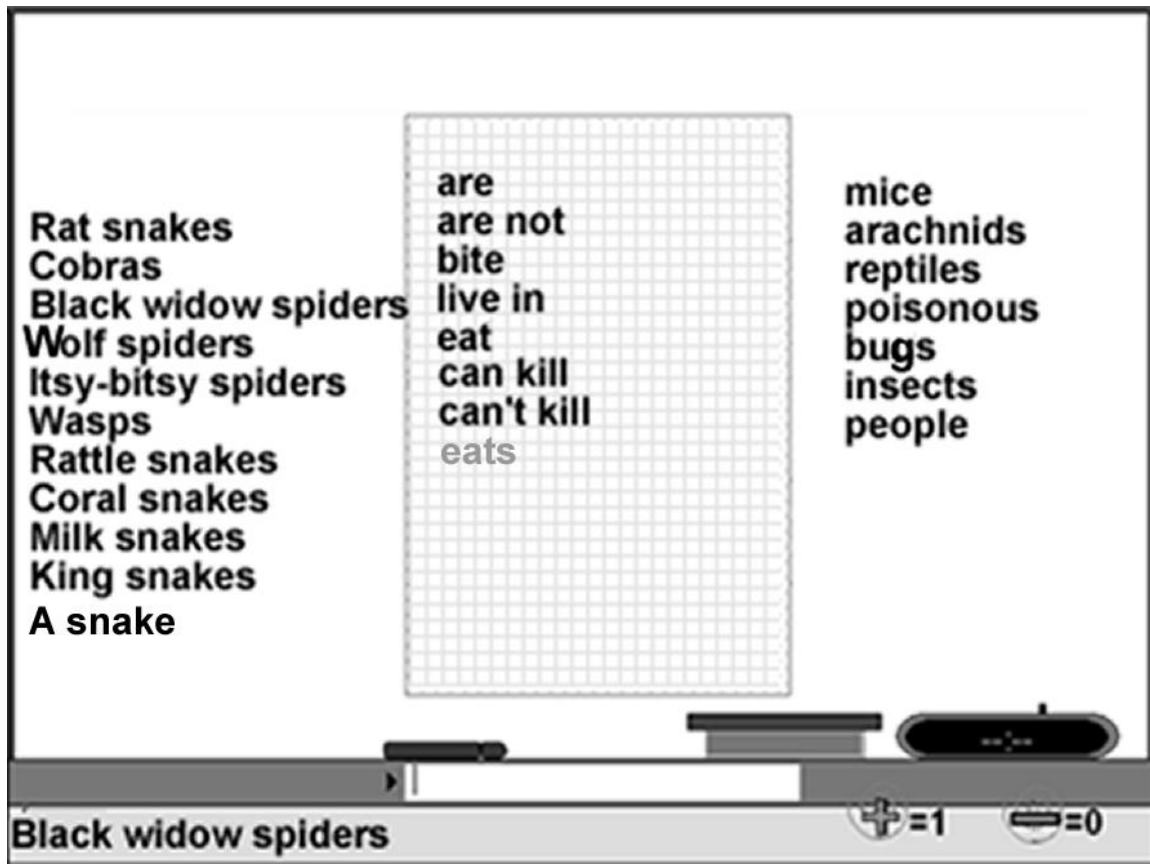 Rat snakes
Cobras
Black widow spiders
Wolf spiders
Itsy-bitsy spiders
Wasps
Rattle snakes
Coral snakes
Milk snakes
King snakes
A snake
are
are not
bite
live in
eat
can kill
can't kill
eats
mice
arachnids
reptiles
poisonous
bugs
insects
people
--:--
Black widow spiders
=1
=0